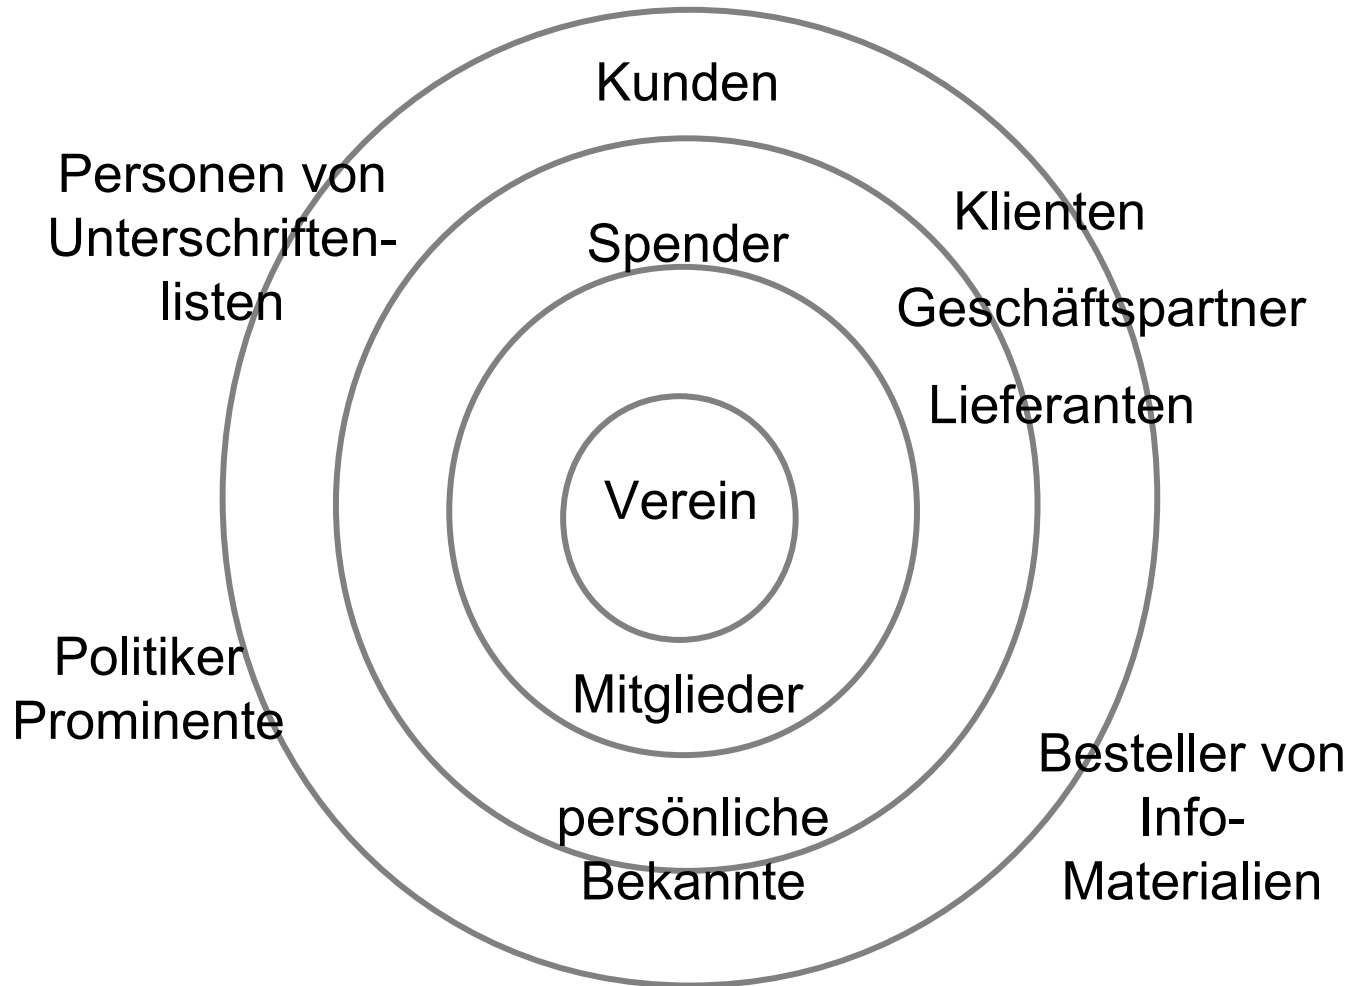 Kunden
Personen von
Unterschriften-
listen
Klienten
Spender
Geschäftspartner
Lieferanten
Verein
Politiker
Prominente
Mitglieder
Besteller von
Info-
Materialien
persönliche
Bekannte